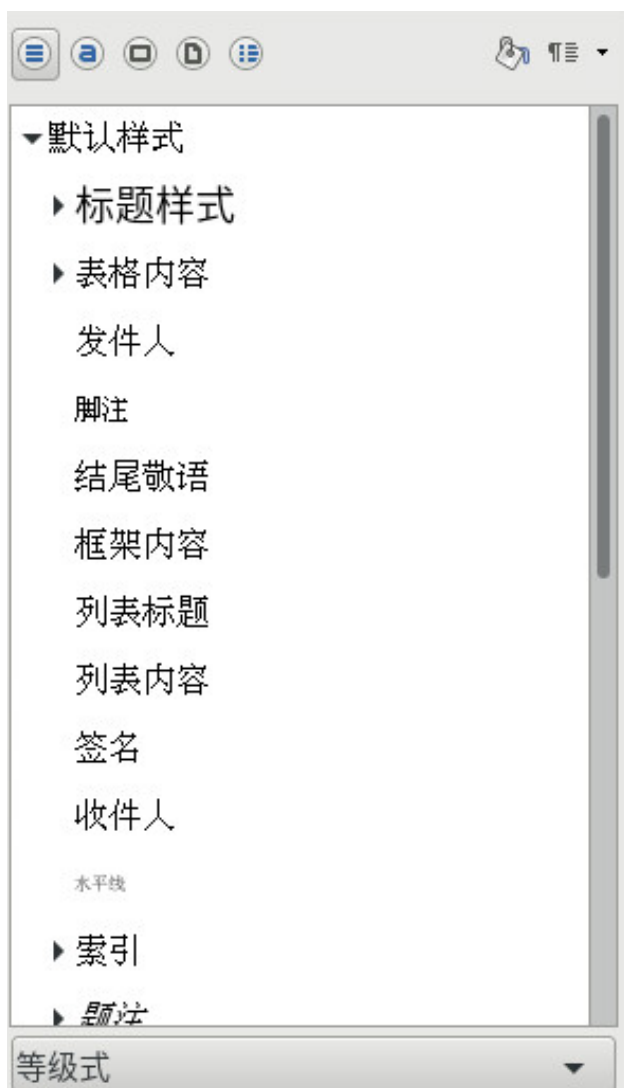 默认样式
标题样式
表格内容
发件人
脚注
结尾敬语
框架内容
列表标题
列表内容
签名
收件人
水平线
索引
题注
等级式